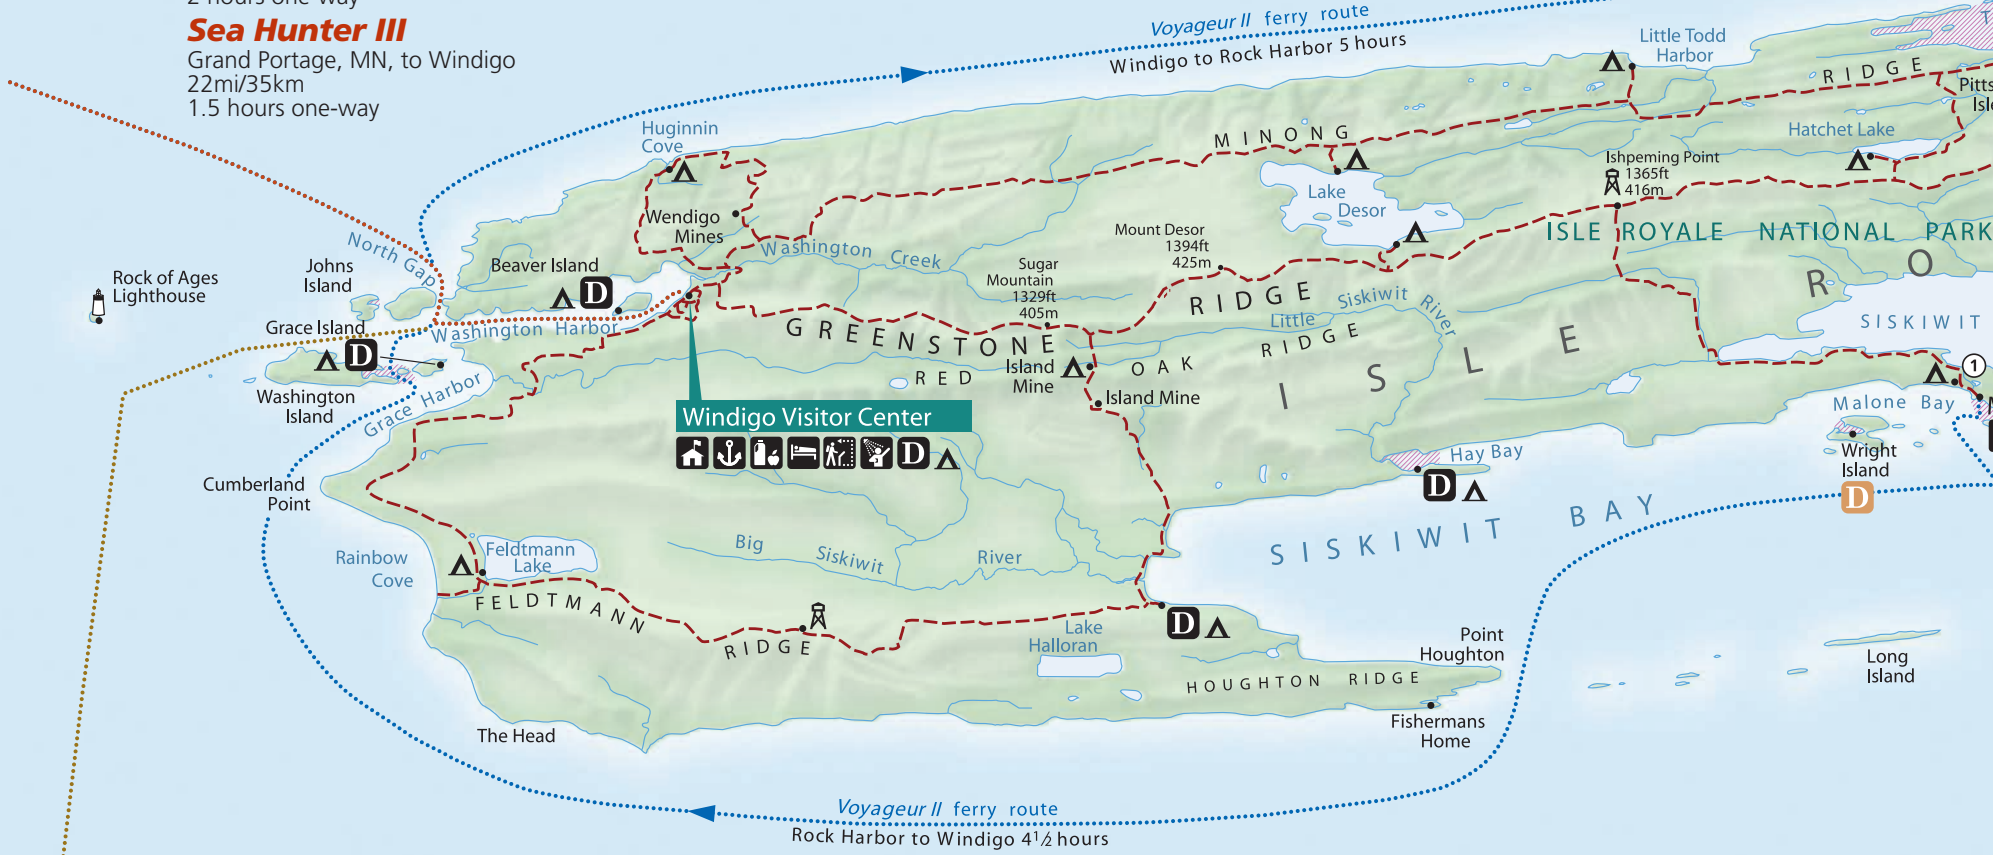 2 hours one-way
Sea Hunter III
Grand Portage, MN, to Windigo
22mi/35km
1.5 hours one-way
Voyageur II ferry route
Windigo to Rock Harbor 5 hours
Little Todd
Harbor
RIDGE
Hatchet Lake
Huginnin
Cove
MINONG
Ishpeming Point
1365ft
416m
Lake
Desor
Wendigo
Mines
Washington Creek
Mount Desor
1394ft
425m
ISLE ROYALE NATIONAL PARK
North Gap
Johns
Island
Beaver Island
D
Rock of Ages
Lighthouse
Sugar
Mountain
1329ft
405m
RIDGE
Siskiwit
River
Little
SISKIWIT
Grace Island
D
Washington Harbor
GREENSTONE
RIDGE
OAK
RED
Island
Mine
Island Mine
ISLE
RO
1
Washington
Island
Grace Harbor
Windigo Visitor Center
D
Malone Bay
Wright
Island
D
Hay Bay
D
Cumberland
Point
SISKIWIT BAY
Rainbow
Cove
Feldtmann
Lake
Big Siskiwit River
FELDTMANN
RIDGE
D
Lake
Halloran
Point
Houghton
Long
Island
HOUGHTON RIDGE
The Head
Fishermans
Home
Voyageur II ferry route
Rock Harbor to Windigo 4½ hours